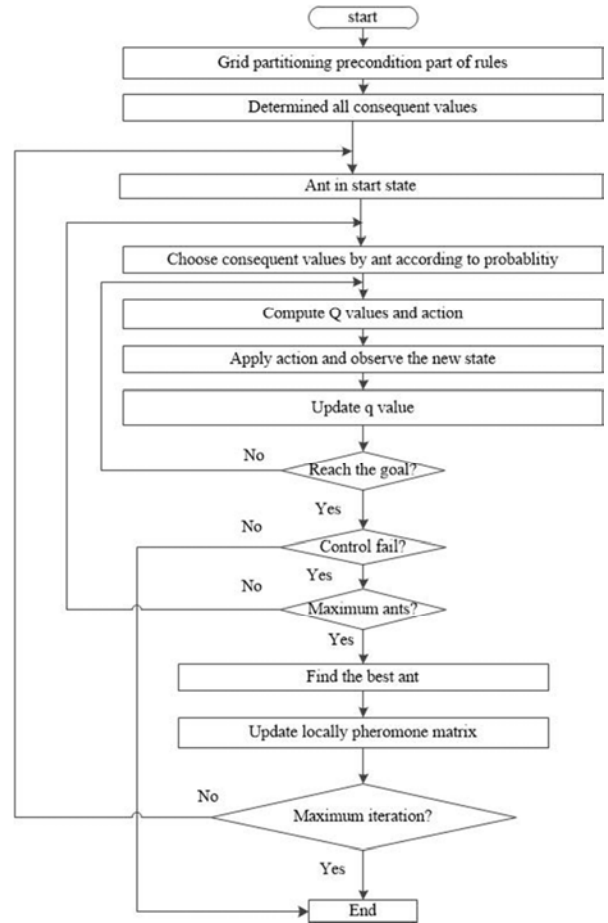 start
Grid partitioning precondition part of rules
Determined all consequent values
Ant in start state
Choose consequent values by ant according to probablitiy
Compute Q values and action
Apply action and observe the new state
Update q value
No
Reach the goal?
Yes
No
Control fail?
Yes
No
Maximum ants?
Yes
Find the best ant
Update locally pheromone matrix
No
Maximum iteration?
Yes
End